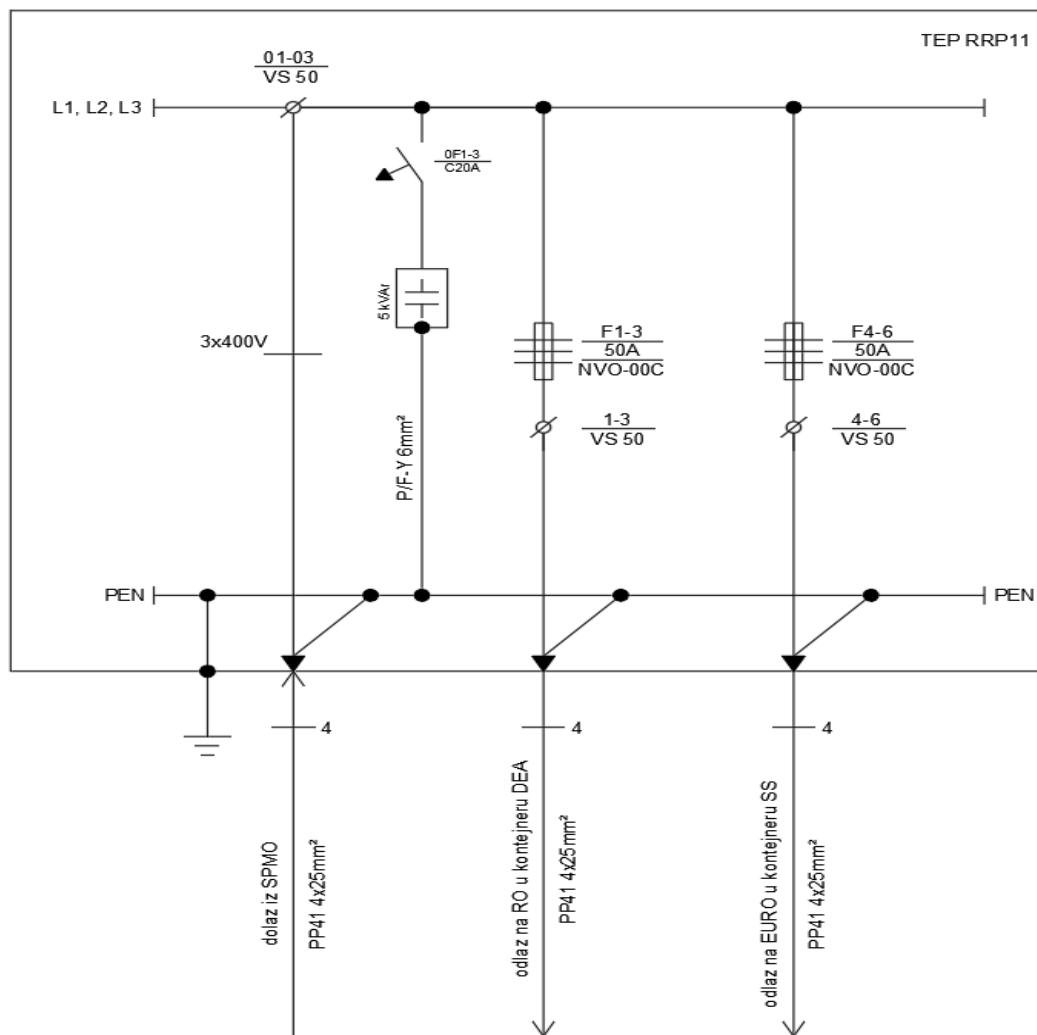 TEP RRP11
01-03
VS 50
L1, L2, L3
0F1-3
C20A
5 kVAr
3x400V
F1-3
50A
NVO-00C
F4-6
50A
NVO-00C
1-3
VS 50
4-6
VS 50
P/F-Y 6mm²
PEN
PEN
4
4
4
dolaz iz SPMO
PP41 4x25mm²
odlaz na RO u kontejneru DEA
PP41 4x25mm²
odlaz na EURO u kontejneru SS
PP41 4x25mm²